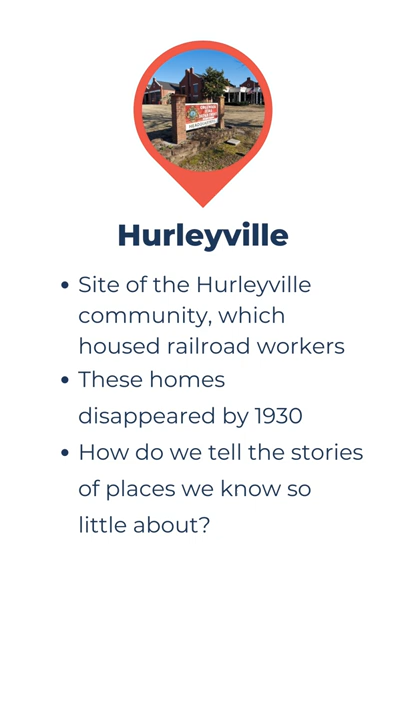 Hurleyville
• Site of the Hurleyville
community, which
housed railroad workers
• These homes
disappeared by 1930
• How do we tell the stories
of places we know so
little about?